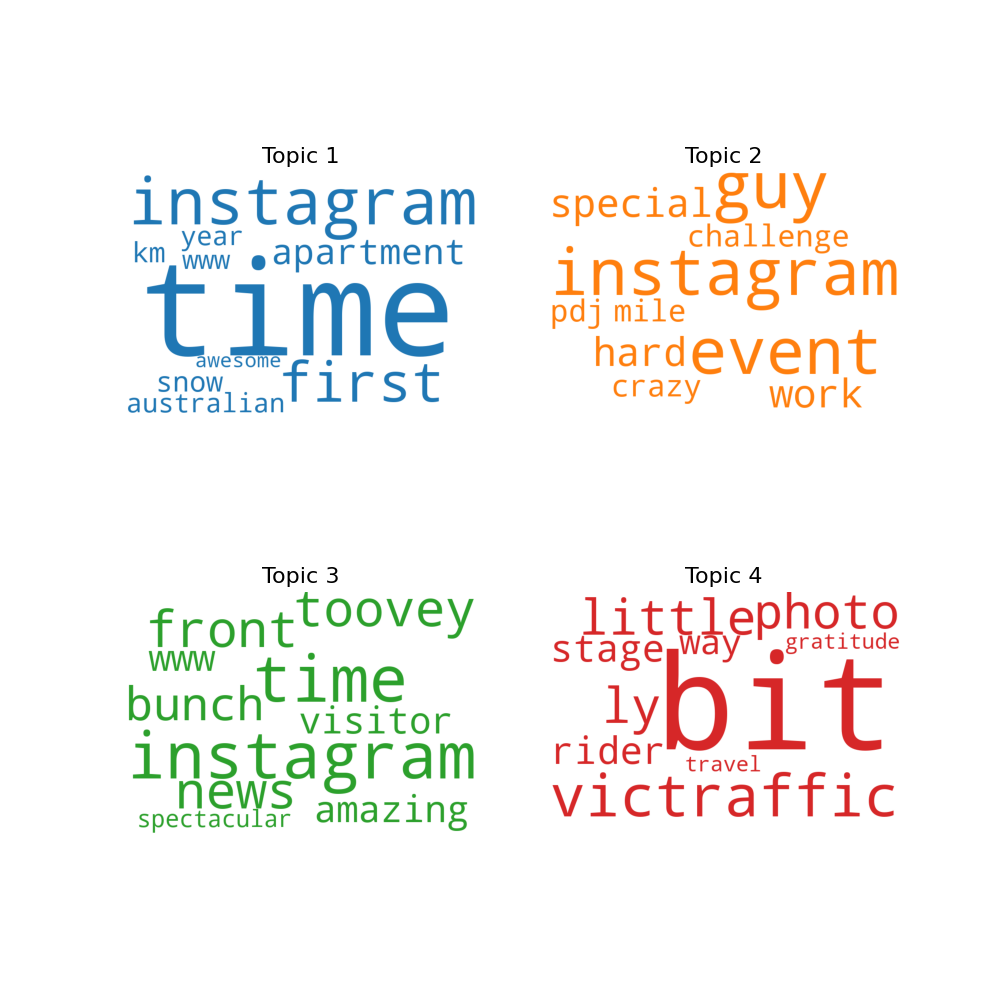 Topic 1
instagram
year
km
www
apartment
time
awesome
first
snow
australian
Topic 2
guy
special
challenge
instagram
pdj
mile
hard
event
crazy
work
Topic 3
toovey
front
www
time
bunch
visitor
instagram
news
amazing
spectacular
Topic 4
little
photo
stage
way
gratitude
bit
ly
rider
travel
victraffic